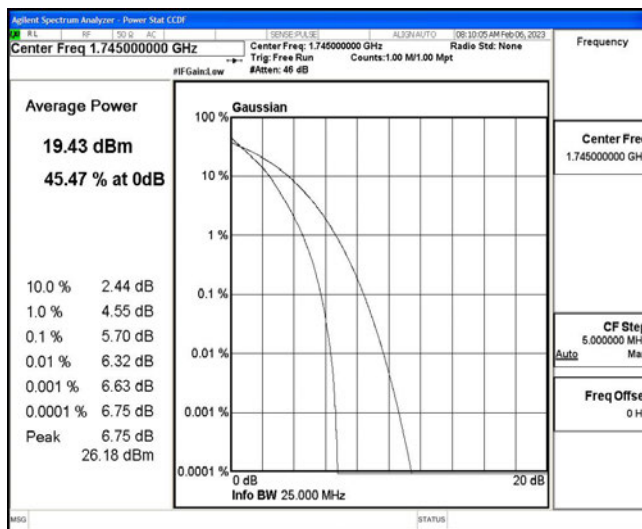 Agilent Spectrum Analyzer - Power Stat CCDF
RL RF 50 Ω AC SENSE:PULSE ALIGNAUTO 08:10:05 AM Feb 06, 2023
Center Freq 1.745000000 GHz
Center Freq: 1.745000000 GHz Radio Std: None
Trig: Free Run Counts:1.00 M/1.00 Mpt
#IFGain:Low #Atten: 46 dB
Frequency
Average Power
19.43 dBm
45.47 % at 0dB
10.0 % 2.44 dB
1.0 % 4.55 dB
0.1 % 5.70 dB
0.01 % 6.32 dB
0.001 % 6.63 dB
0.0001 % 6.75 dB
Peak 6.75 dB
26.18 dBm
Gaussian
100 %
10 %
1 %
0.1 %
0.01 %
0.001 %
0.0001 %
0 dB 20 dB
Info BW 25.000 MHz
Center Fre
1.745000000 GH
CF Step
5.000000 MH
Auto Ma
Freq Offse
0 H
MSG STATUS